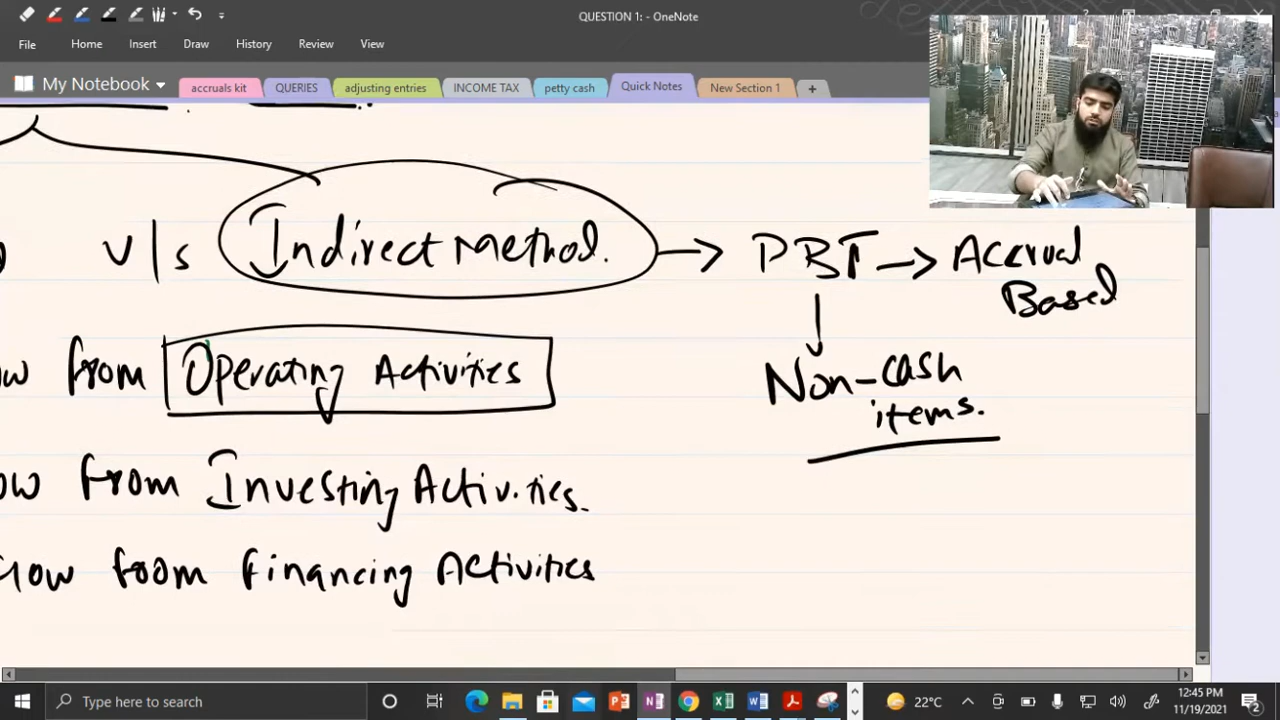 QUESTION 1: - OneNote
File Home Insert Draw History Review View
My Notebook accruals kit QUERIES adjusting entries INCOMETAX petty cash Quick Notes New Section 1
v/s Indirect Method. → PBT → Accrual
Based
ow from Operating Activities
Non-cash
items.
ow from Investing Activities.
low from Financing Activities
Type here to search
22°C
12:45 PM
11/19/2021
2